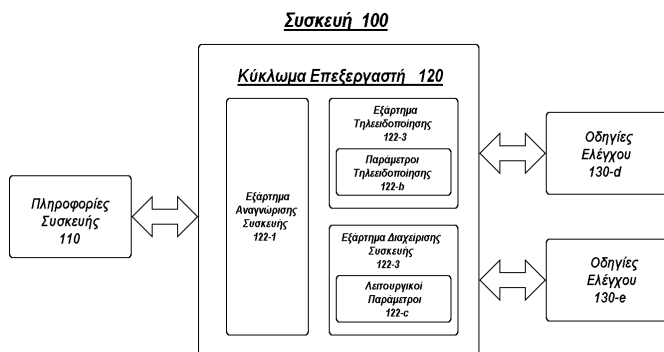 Συσκευή 100
Κύκλωμα Επεξεργαστή 120
Πληροφορίες
Συσκευής
110
Εξάρτημα
Αναγνώρισης
Συσκευής
122-1
Εξάρτημα
Τηλεειδοποίησης
122-3
Παράμετροι
Τηλεειδοποίησης
122-b
Εξάρτημα Διαχείρισης
Συσκευής
122-3
Λειτουργικοί
Παράμετροι
122-c
Οδηγίες
Ελέγχου
130-d
Οδηγίες
Ελέγχου
130-e